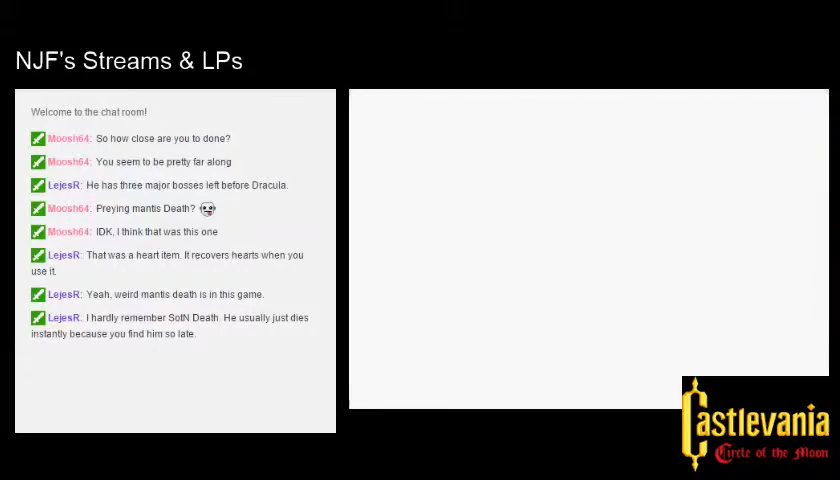 NJF's Streams & LPs
Welcome to the chat room!
Moosh64: So how close are you to done?
Moosh64: You seem to be pretty far along
LejesR: He has three major bosses left before Dracula.
Moosh64: Preying mantis Death?
Moosh64: IDK, I think that was this one
LejesR: That was a heart item. It recovers hearts when you
use it.
LejesR: Yeah, weird mantis death is in this game.
LejesR: I hardly remember SotN Death. He usually just dies
instantly because you find him so late.
Castlevania
Circle of the Moon